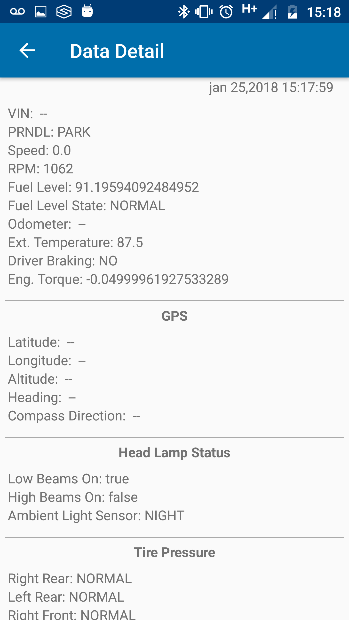 H+ 15:18
Data Detail
jan 25,2018 15:17:59
VIN: --
PRNDL: PARK
Speed: 0.0
RPM: 1062
Fuel Level: 91.19594092484952
Fuel Level State: NORMAL
Odometer: --
Ext. Temperature: 87.5
Driver Braking: NO
Eng. Torque: -0.04999961927533289
GPS
Latitude: --
Longitude: --
Altitude: --
Heading: --
Compass Direction: --
Head Lamp Status
Low Beams On: true
High Beams On: false
Ambient Light Sensor: NIGHT
Tire Pressure
Right Rear: NORMAL
Left Rear: NORMAL
Right Front: NORMAL